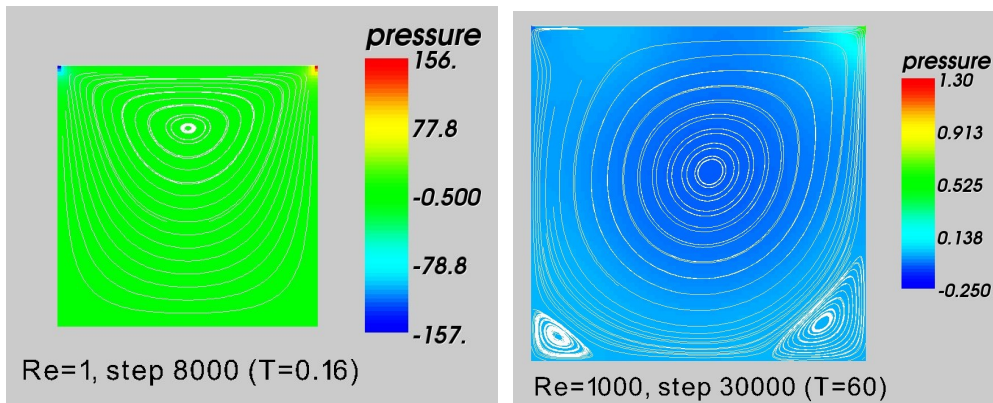 pressure
156.
77.8
-0.500
-78.8
-157.
Re=1, step 8000 (T=0.16)
pressure
1.30
0.913
0.525
0.138
-0.250
Re=1000, step 30000 (T=60)